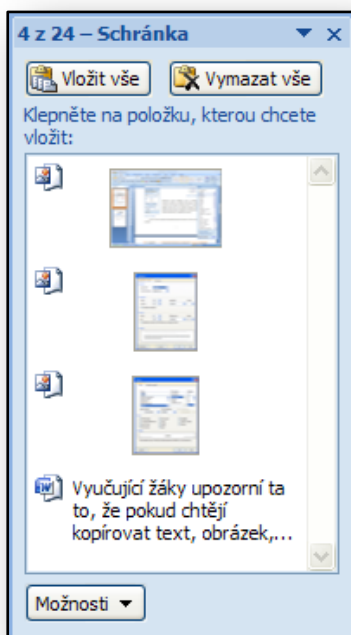 4 z 24 – Schránka
Vložit vše Vymazat vše
Klepněte na položku, kterou chcete
vložit:
Vyučující žáky upozorní ta
to, že pokud chtějí
kopírovat text, obrázek,...
Možnosti